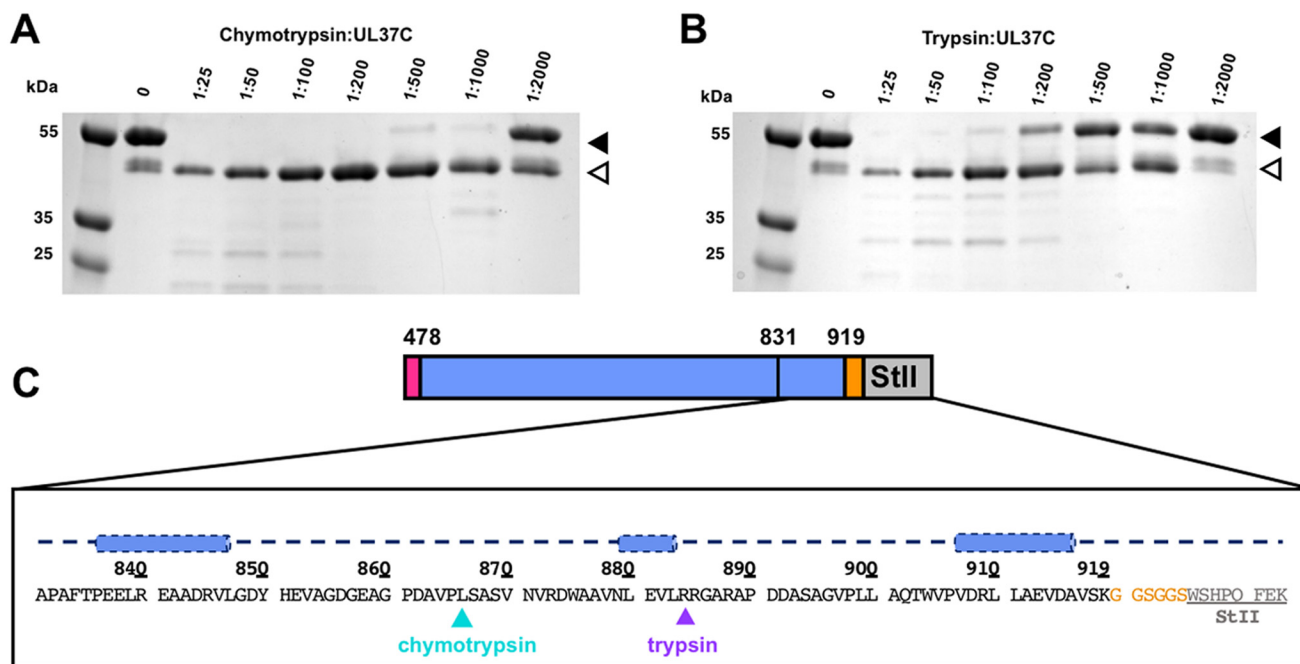 A
Chymotrypsin:UL37C
kDa 0 1:25 1:50 1:100 1:200 1:500 1:1000 1:2000
55
35
25
B
Trypsin:UL37C
kDa 0 1:25 1:50 1:100 1:200 1:500 1:1000 1:2000
55
35
25
C
478 831 919
StII
840 850 860 870 880 890 900 910 912
APAFTPEELR EAADRVLGDY HEVAGDGEAG PDAVPLSASV NVRDWAAVNL EVLRRGARAP DDASAGVPLL AQTWVPVDRL LAEVDAVSKG GSGGSWSHPQ FEK
chymotrypsin trypsin StII